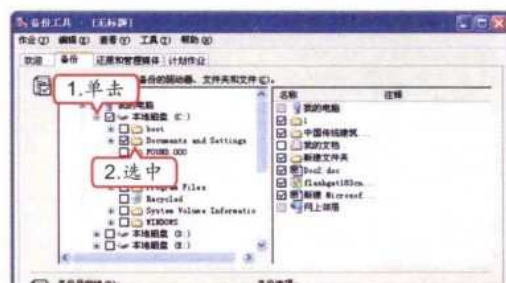 备份工具 - [无标题]
作业(J) 编辑(E) 查看(V) 工具(T) 帮助(H)
欢迎 备份 还原和管理媒体 计划作业
备份的驱动器、文件夹和文件(C)。
1.单击
我的电脑
本地磁盘 (C:)
boot
Documents and Settings
FOUND.000
2.选中
Program Files
Recycled
System Volume Informatio
WINDOWS
本地磁盘
本地磁盘
名称 注释
我的电脑
1
中国传统建筑...
我的文档
新建文件夹
Doc2.doc
flashget183cn...
新建 Microsof...
网上邻居